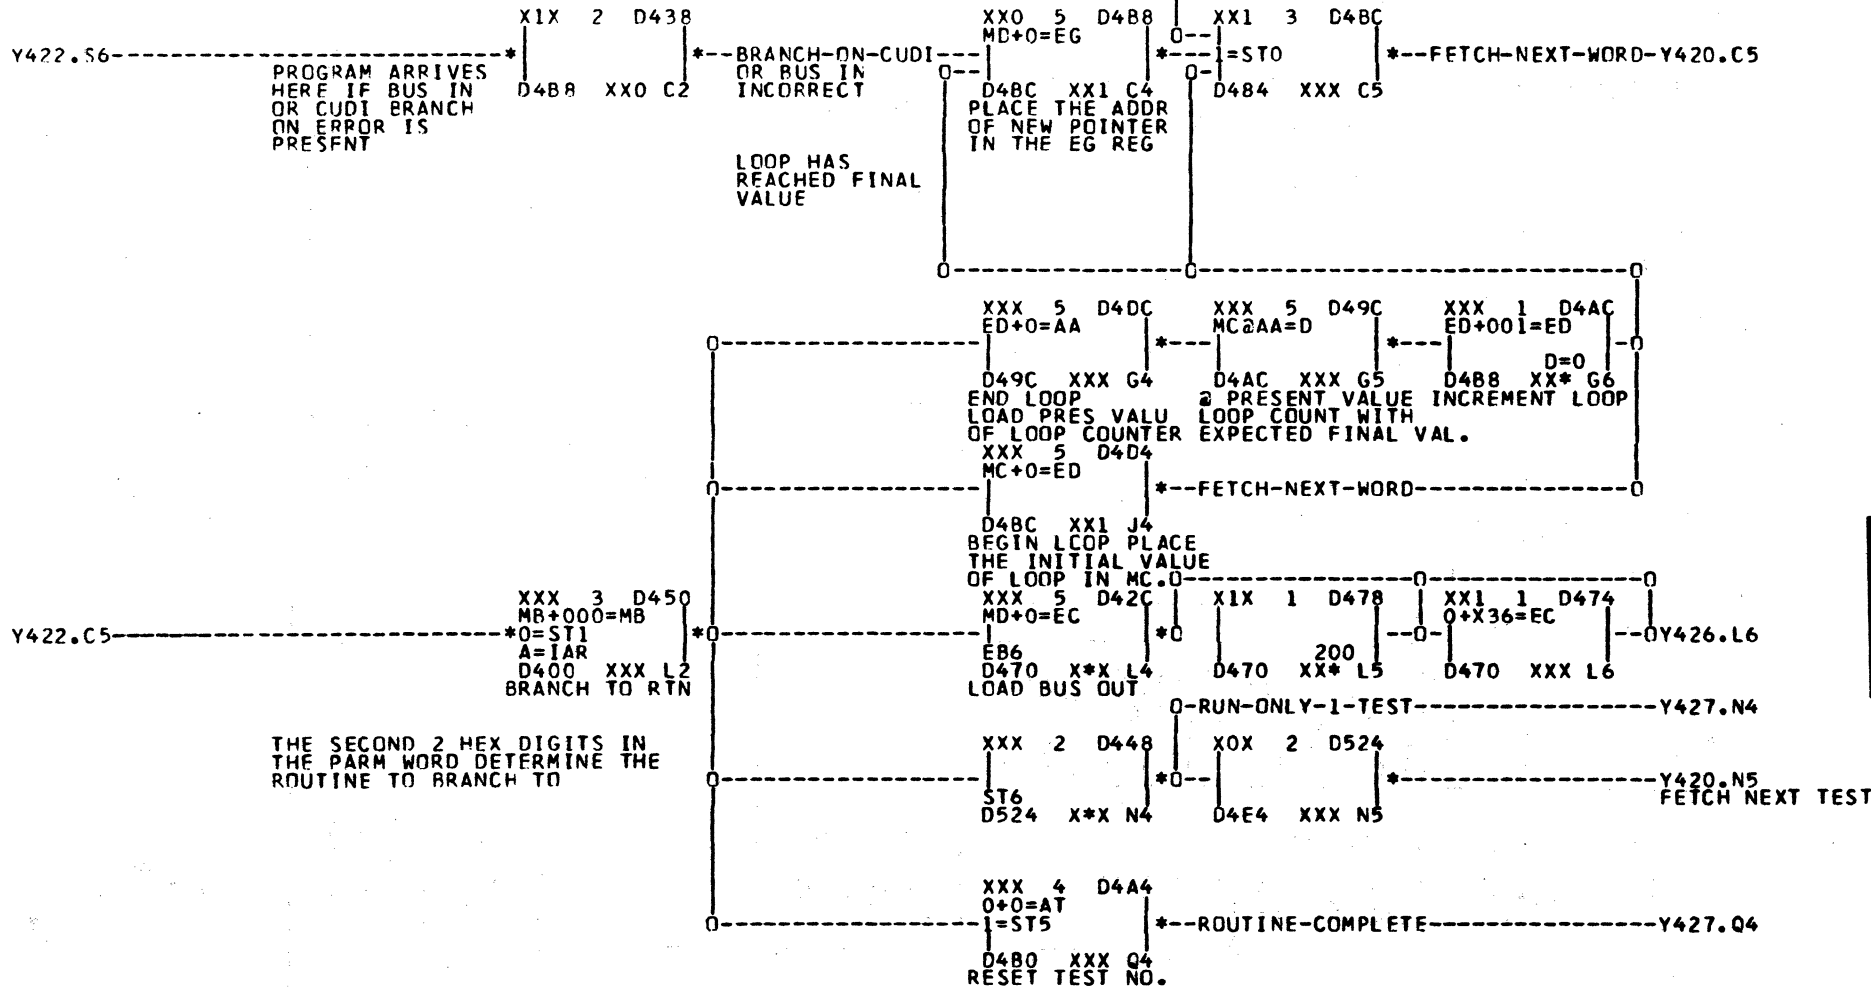 X1X 2 D438 XX0 5 D4B8 XX1 3 D4BC
MD+0=EG
Y422.S6 * *--BRANCH-ON-CUDI 1=ST0 *--FETCH-NEXT-WORD-Y420.C5
PROGRAM ARRIVES OR BUS IN
HERE IF BUS IN D4B8 XX0 C2 INCORRECT D4BC XX1 C4 D484 XXX C5
OR CUDI BRANCH PLACE THE ADDR
ON ERROR IS OF NEW POINTER
PRESENT IN THE EG REG
LOOP HAS
REACHED FINAL
VALUE
XXX 5 D4DC XXX 5 D49C XXX 1 D4AC
ED+0=AA MC@AA=D ED+001=ED
D=0
D49C XXX G4 D4AC XXX G5 D4B8 XX* G6
END LOOP @ PRESENT VALUE INCREMENT LOOP
LOAD PRES VALU LOOP COUNT WITH
OF LOOP COUNTER EXPECTED FINAL VAL.
XXX 5 D4D4
MC+0=ED
*--FETCH-NEXT-WORD
D4BC XX1 J4
BEGIN LOOP PLACE
THE INITIAL VALUE
OF LOOP IN MC.
XXX 3 D450 XXX 5 D42C X1X 1 D478 XX1 1 D474
MB+000=MB MD+0=EC 0+X36=EC
Y422.C5 *0=ST1 * * Y426.L6
A=IAR EB6 200
D400 XXX L2 D470 X*X L4 D470 XX* L5 D470 XXX L6
BRANCH TO RTN LOAD BUS OUT
RUN-ONLY-1-TEST Y427.N4
THE SECOND 2 HEX DIGITS IN XXX 2 D448 X0X 2 D524
THE PARM WORD DETERMINE THE
ROUTINE TO BRANCH TO * * Y420.N5
ST6 FETCH NEXT TEST
D524 X*X N4 D4E4 XXX N5
XXX 4 D4A4
0+0=AT
1=ST5 *--ROUTINE-COMPLETE Y427.Q4
D4B0 XXX Q4
RESET TEST NO.